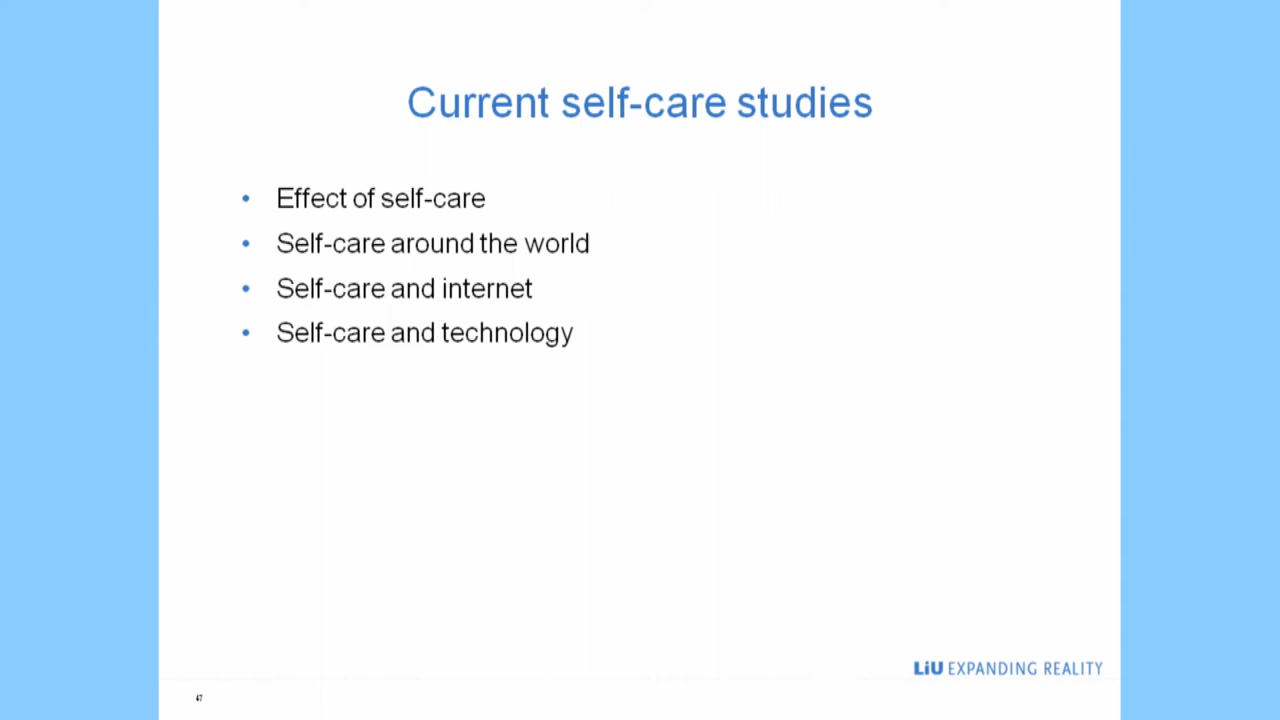 Current self-care studies
• Effect of self-care
• Self-care around the world
• Self-care and internet
• Self-care and technology
LiU EXPANDING REALITY
47